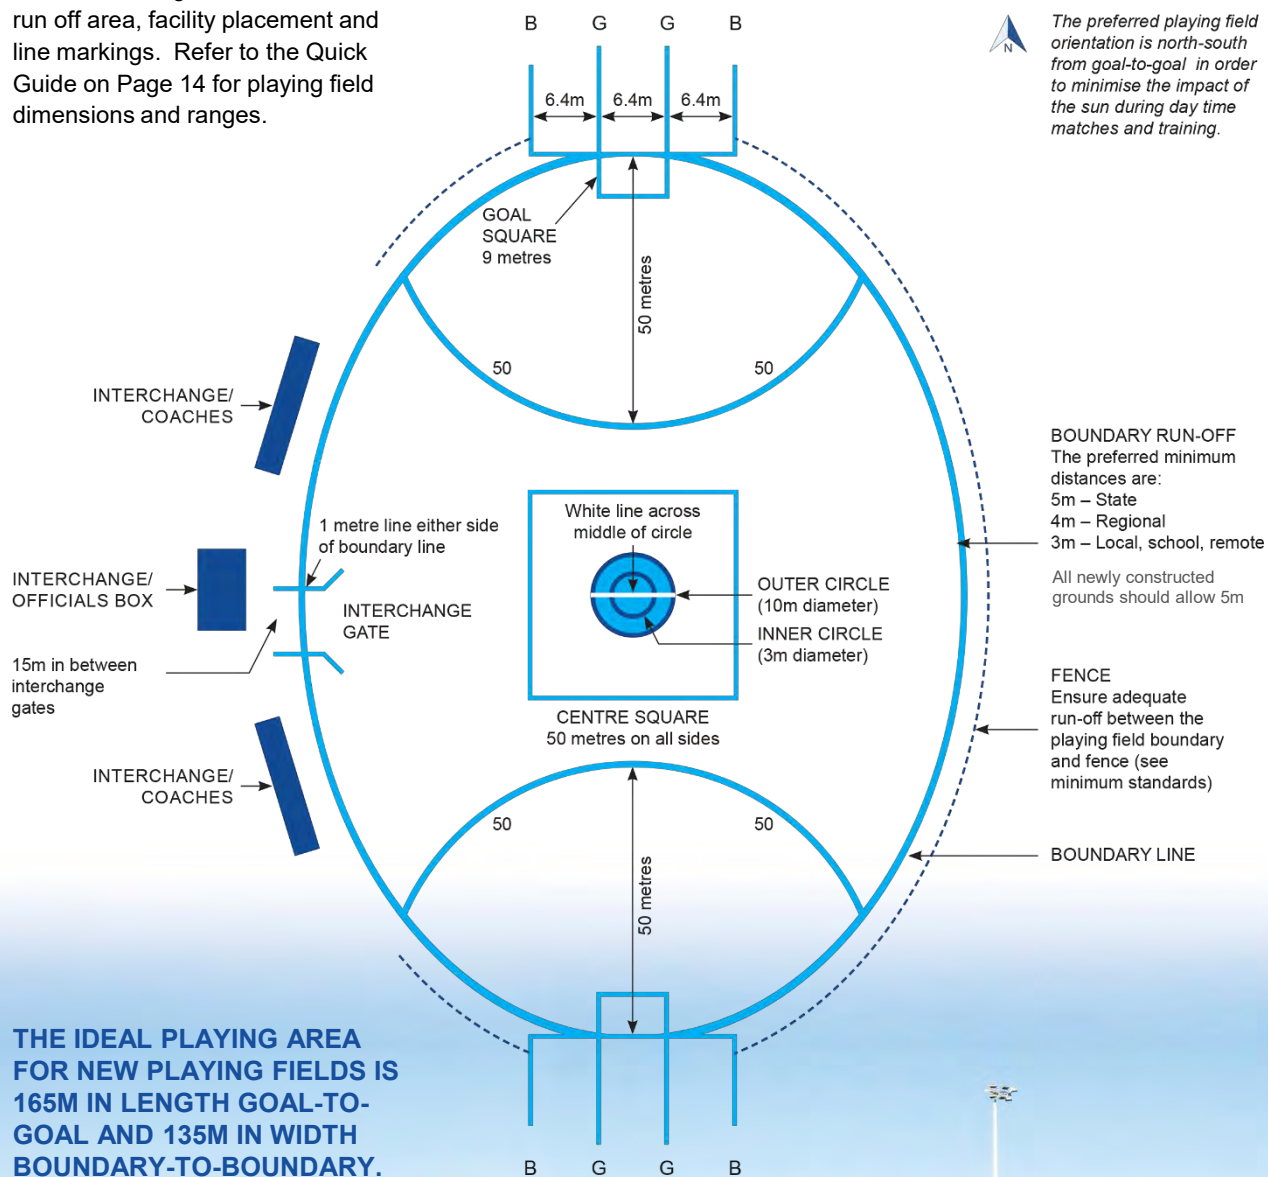 run off area, facility placement and
line markings. Refer to the Quick
Guide on Page 14 for playing field
dimensions and ranges.
B G G B
The preferred playing field
orientation is north-south
from goal-to-goal in order
to minimise the impact of
the sun during day time
matches and training.
N
6.4m 6.4m 6.4m
GOAL
SQUARE
9 metres
50 metres
50 50
INTERCHANGE/
COACHES
BOUNDARY RUN-OFF
The preferred minimum
distances are:
5m – State
4m – Regional
3m – Local, school, remote
All newly constructed
grounds should allow 5m
White line across
middle of circle
1 metre line either side
of boundary line
INTERCHANGE/
OFFICIALS BOX
INTERCHANGE
GATE
OUTER CIRCLE
(10m diameter)
INNER CIRCLE
(3m diameter)
15m in between
interchange
gates
FENCE
Ensure adequate
run-off between the
playing field boundary
and fence (see
minimum standards)
CENTRE SQUARE
50 metres on all sides
INTERCHANGE/
COACHES
50 50
50 metres
BOUNDARY LINE
THE IDEAL PLAYING AREA
FOR NEW PLAYING FIELDS IS
165M IN LENGTH GOAL-TO-
GOAL AND 135M IN WIDTH
BOUNDARY-TO-BOUNDARY.
B G G B